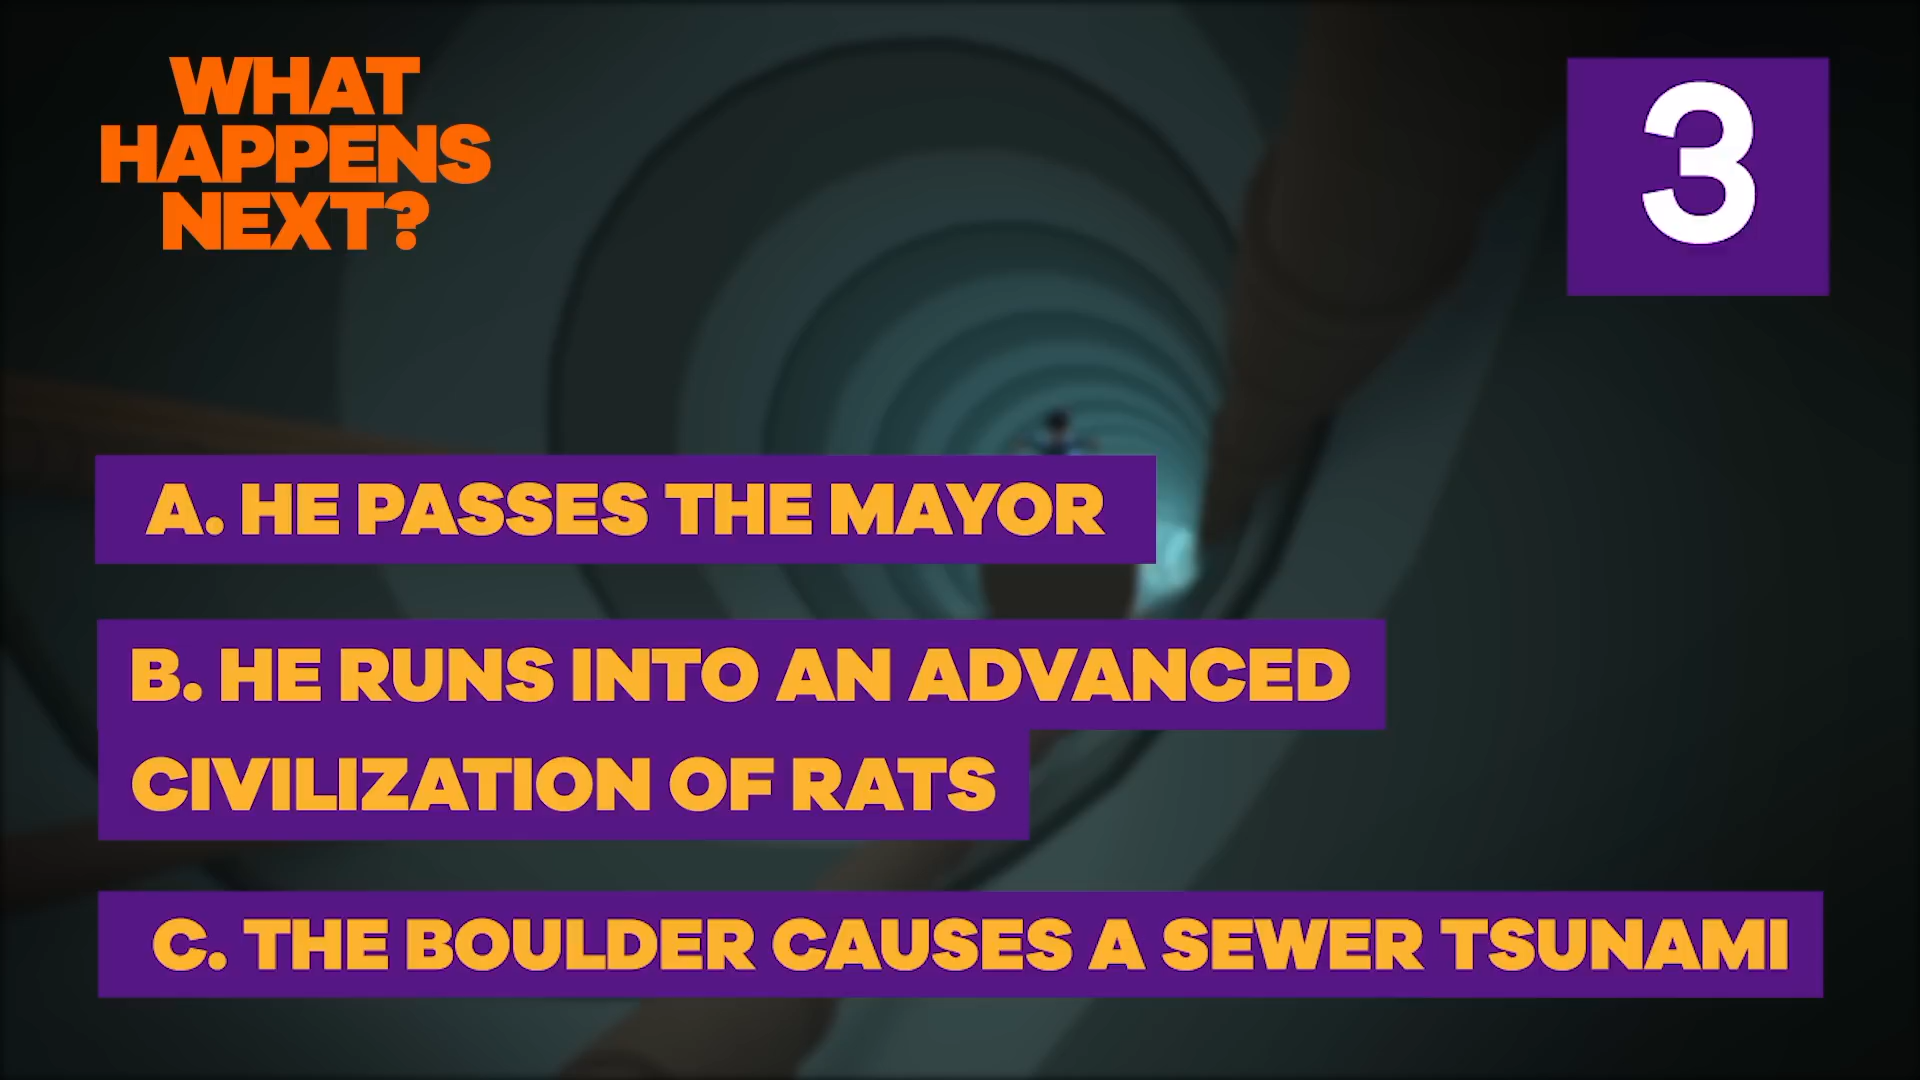 WHAT
HAPPENS
NEXT?
3
A. HE PASSES THE MAYOR
B. HE RUNS INTO AN ADVANCED
CIVILIZATION OF RATS
C. THE BOULDER CAUSES A SEWER TSUNAMI